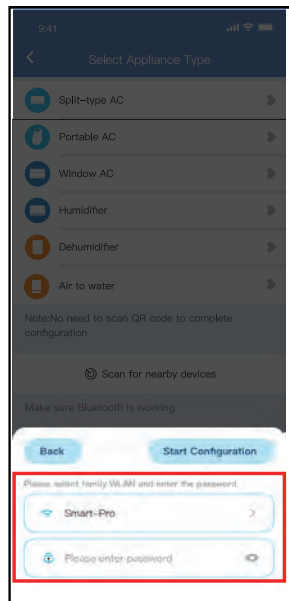 9:41
Select Appliance Type
Split-type AC
Portable AC
Window AC
Humidifier
Dehumidifier
Air to water
Note:No need to scan QR code to complete
configuration
Scan for nearby devices
Make sure Bluetooth is working.
Back Start Configuration
Please select family WLAN and enter the password
Smart-Pro
Please enter password